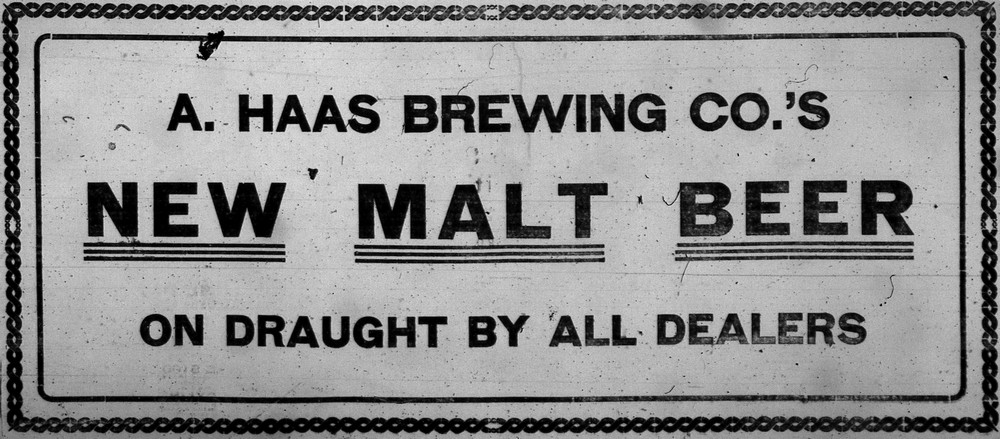 A. HAAS BREWING CO.'S
NEW MALT BEER
ON DRAUGHT BY ALL DEALERS